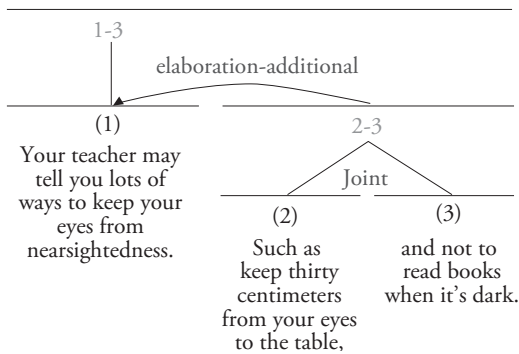 1-3
elaboration-additional
(1)
Your teacher may
tell you lots of
ways to keep your
eyes from
nearsightedness.
2-3
Joint
(2)
Such as
keep thirty
centimeters
from your eyes
to the table,
(3)
and not to
read books
when it's dark.